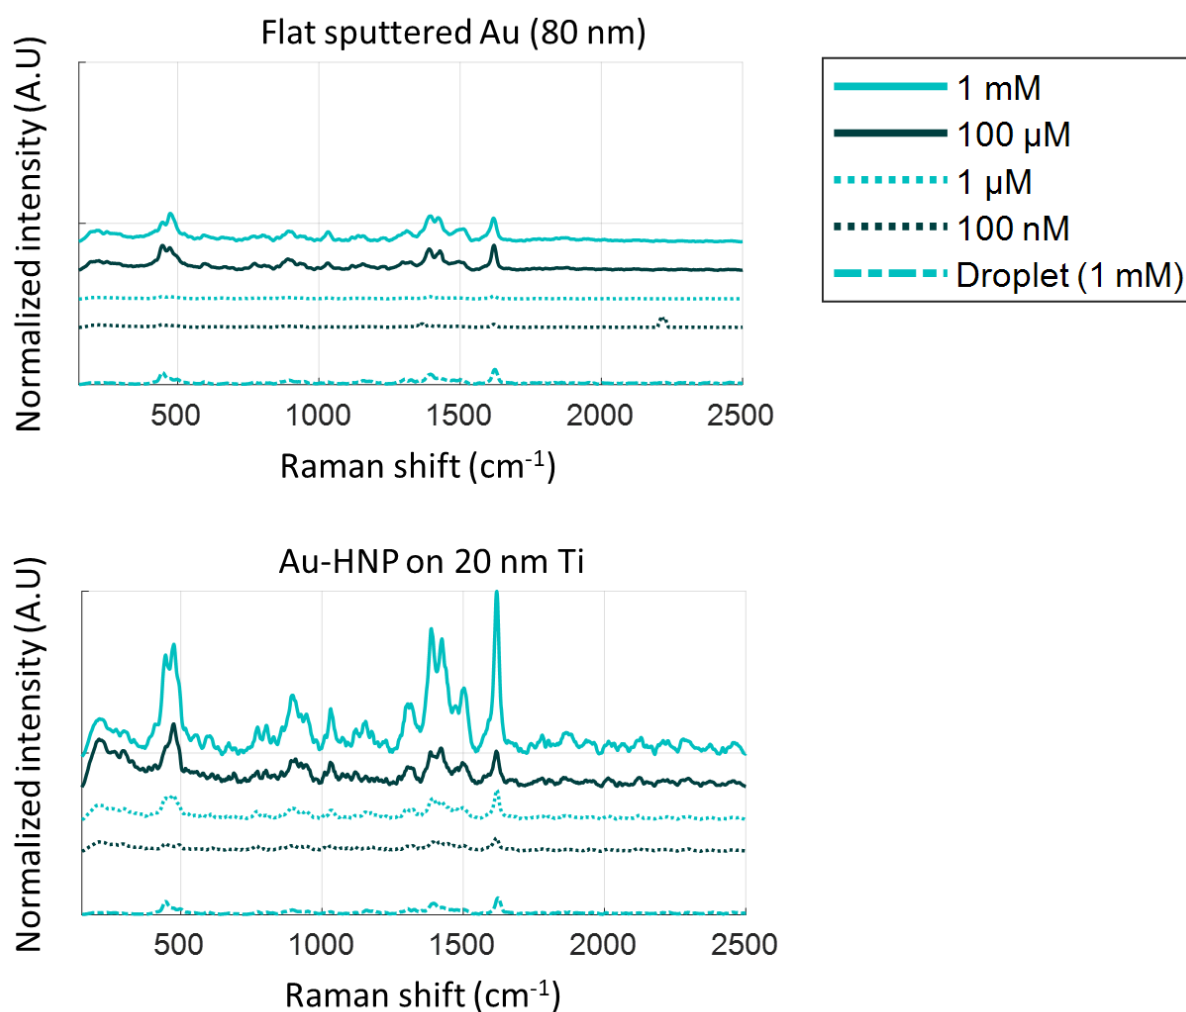 Flat sputtered Au (80 nm)
Normalized intensity (A.U)
500 1000 1500 2000 2500
Raman shift (cm⁻¹)
1 mM
100 µM
1 µM
100 nM
Droplet (1 mM)
Au-HNP on 20 nm Ti
Normalized intensity (A.U)
500 1000 1500 2000 2500
Raman shift (cm⁻¹)